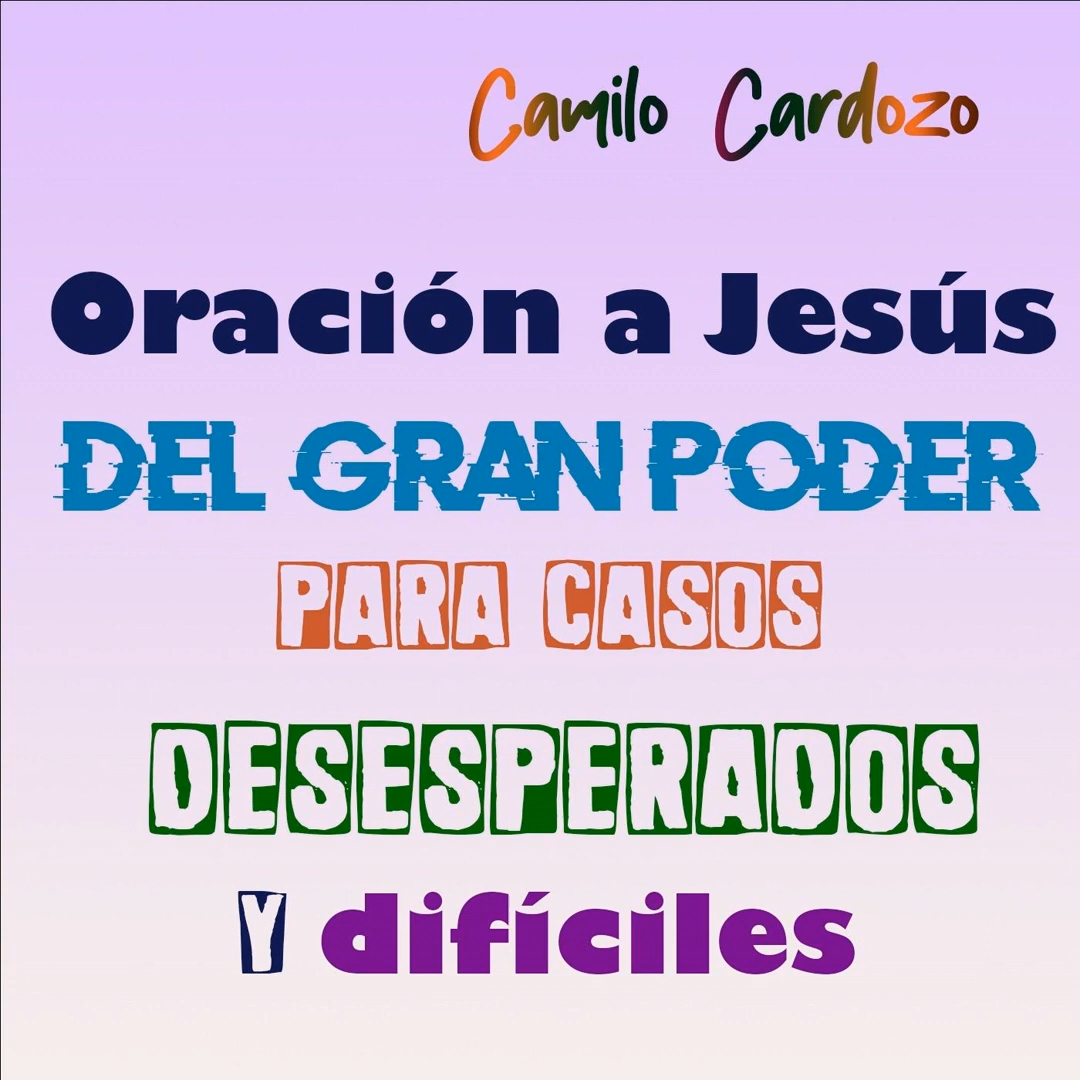 Camilo Cardozo
Oración a Jesús
DEL GRAN PODER
PARA CASOS
DESESPERADOS
Y difíciles